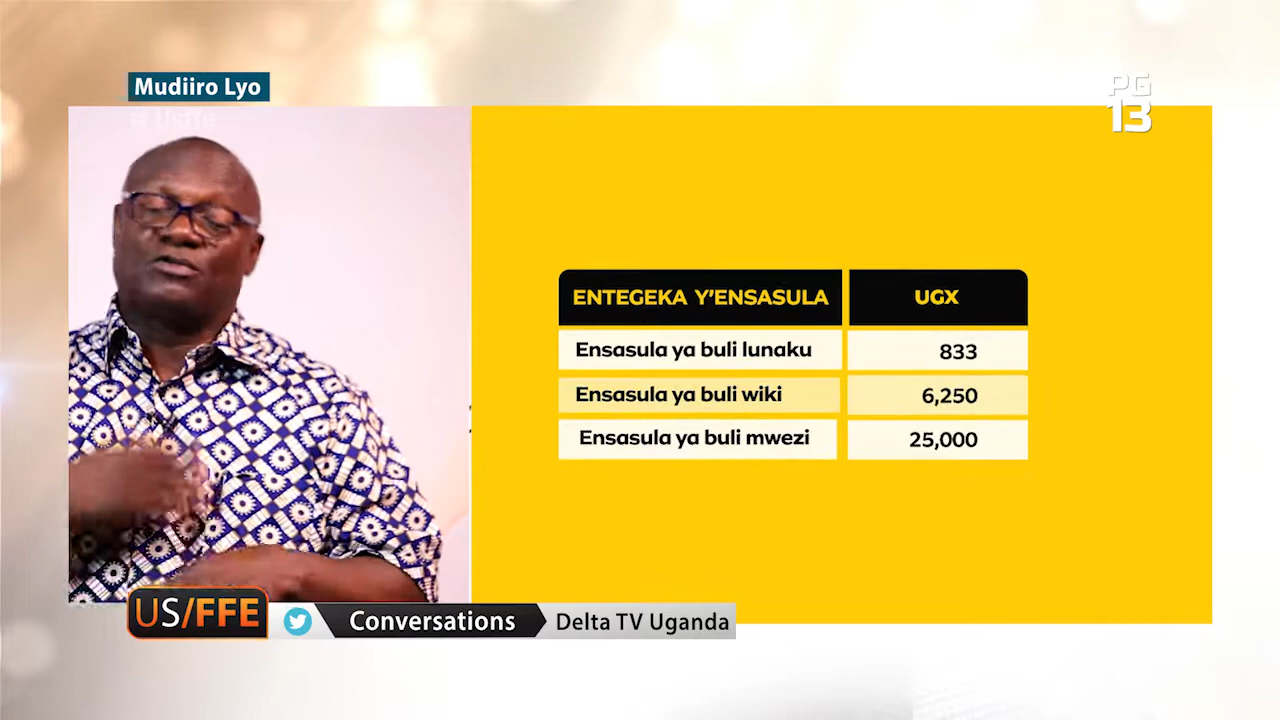 Mudiiro Lyo
n Usffe
PG
13
ENTEGEKA Y’ENSASULA UGX
Ensasula ya buli lunaku 833
Ensasula ya buli wiki 6,250
Ensasula ya buli mwezi 25,000
US/FFE Conversations Delta TV Uganda